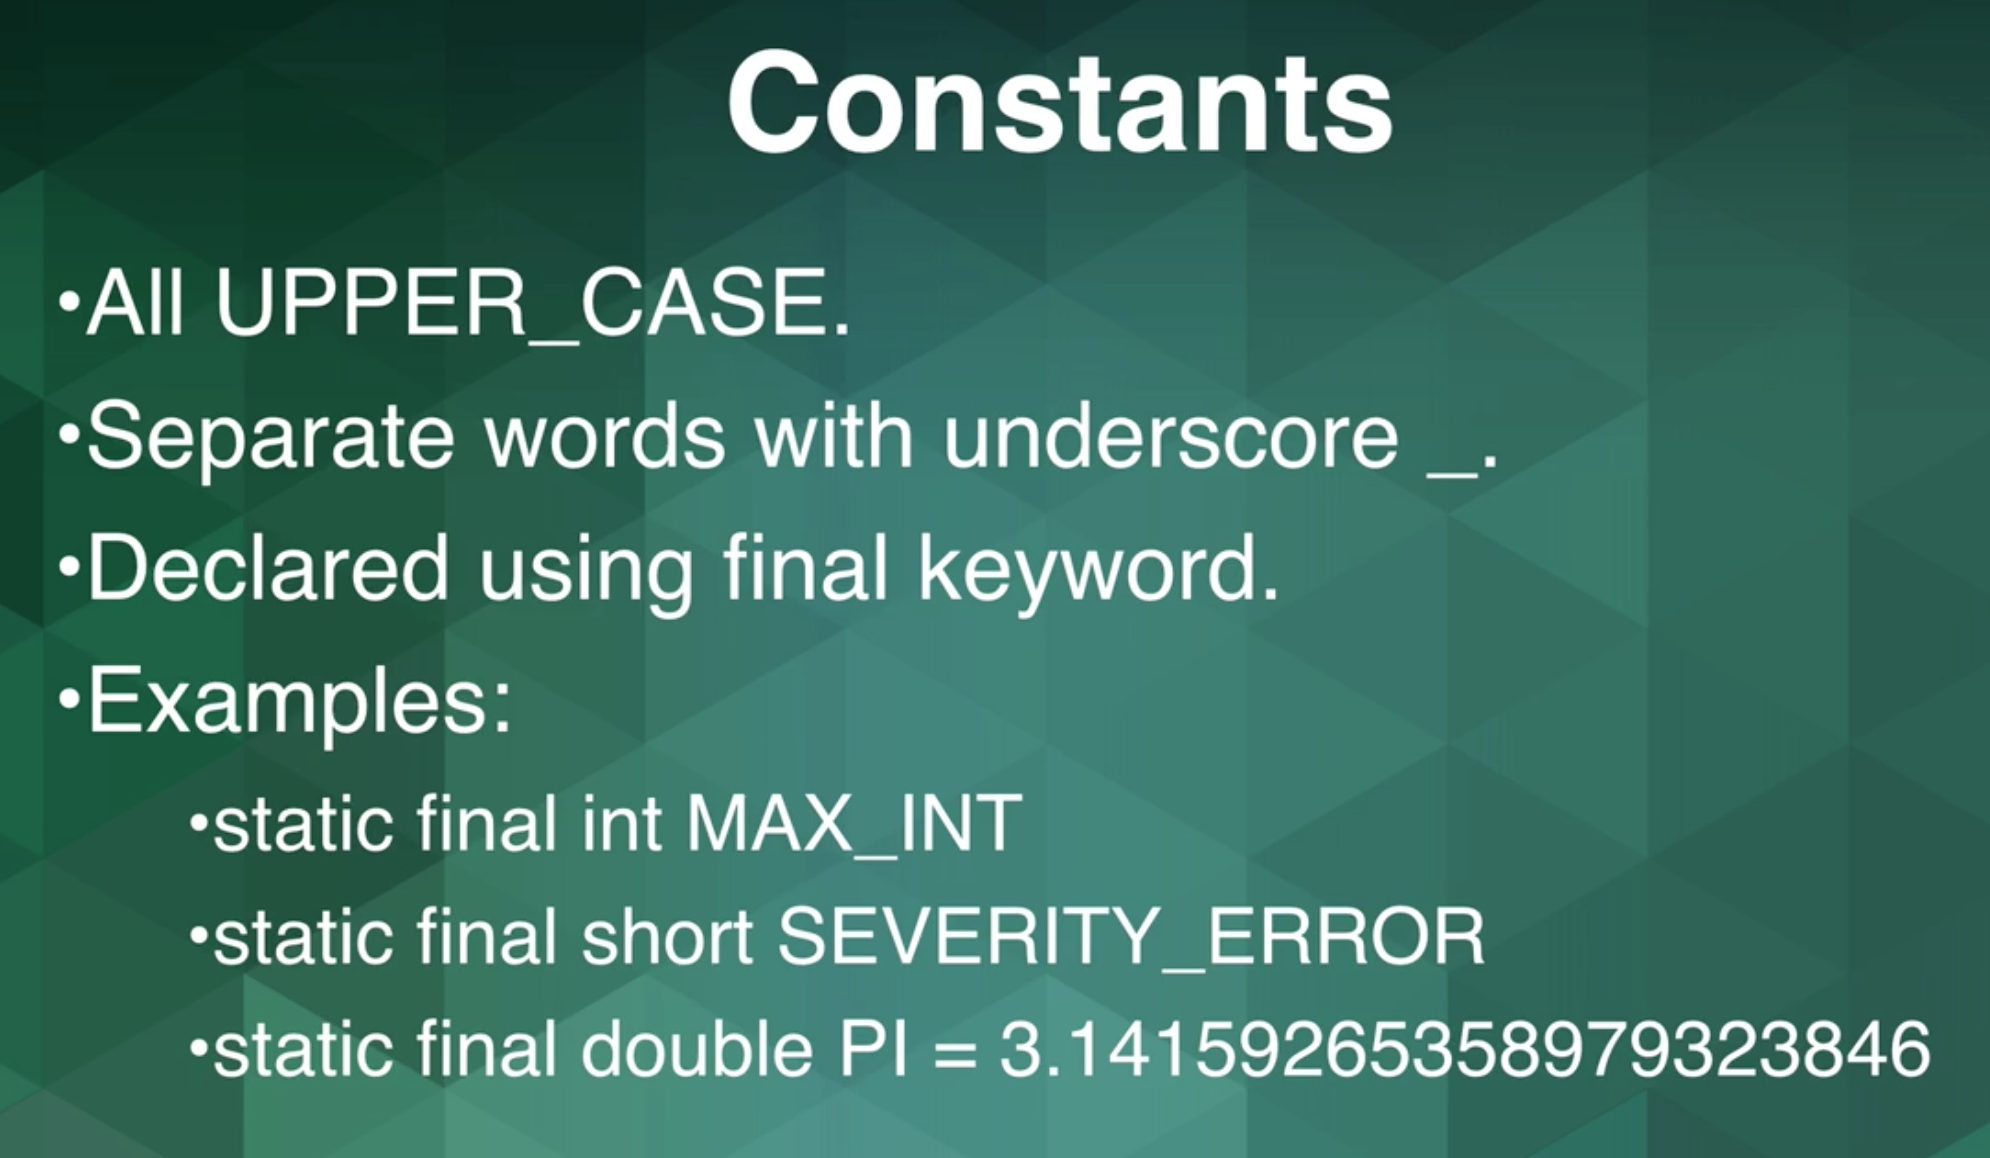 Constants
•All UPPER_CASE.
•Separate words with underscore _.
•Declared using final keyword.
•Examples:
•static final int MAX_INT
•static final short SEVERITY_ERROR
•static final double PI = 3.14159265358979323846